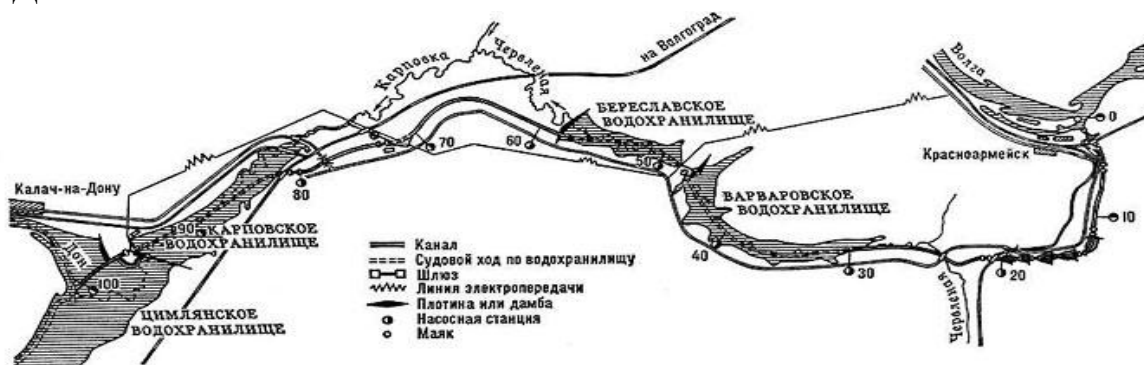 Карповка
Червленая
на Волгоград
Волга
БЕРЕСЛАВСКОЕ
ВОДОХРАНИЛИЩЕ
0
Красноармейск
70
60
50
80
Калач-на-Дону
ВАРВАРОВСКОЕ
ВОДОХРАНИЛИЩЕ
10
90
КАРПОВСКОЕ
ВОДОХРАНИЛИЩЕ
Дон
40
30
20
Червленая
100
ЦИМЛЯНСКОЕ
ВОДОХРАНИЛИЩЕ
Канал
Судовой ход по водохранилищу
Шлюз
Линия электропередачи
Плотина или дамба
Насосная станция
Маяк